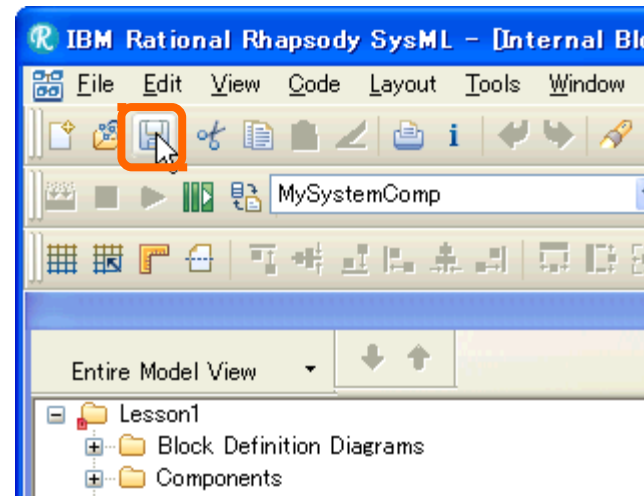 IBM Rational Rhapsody SysML - [Internal Blo
File Edit View Code Layout Tools Window
MySystemComp
Entire Model View
Lesson1
Block Definition Diagrams
Components